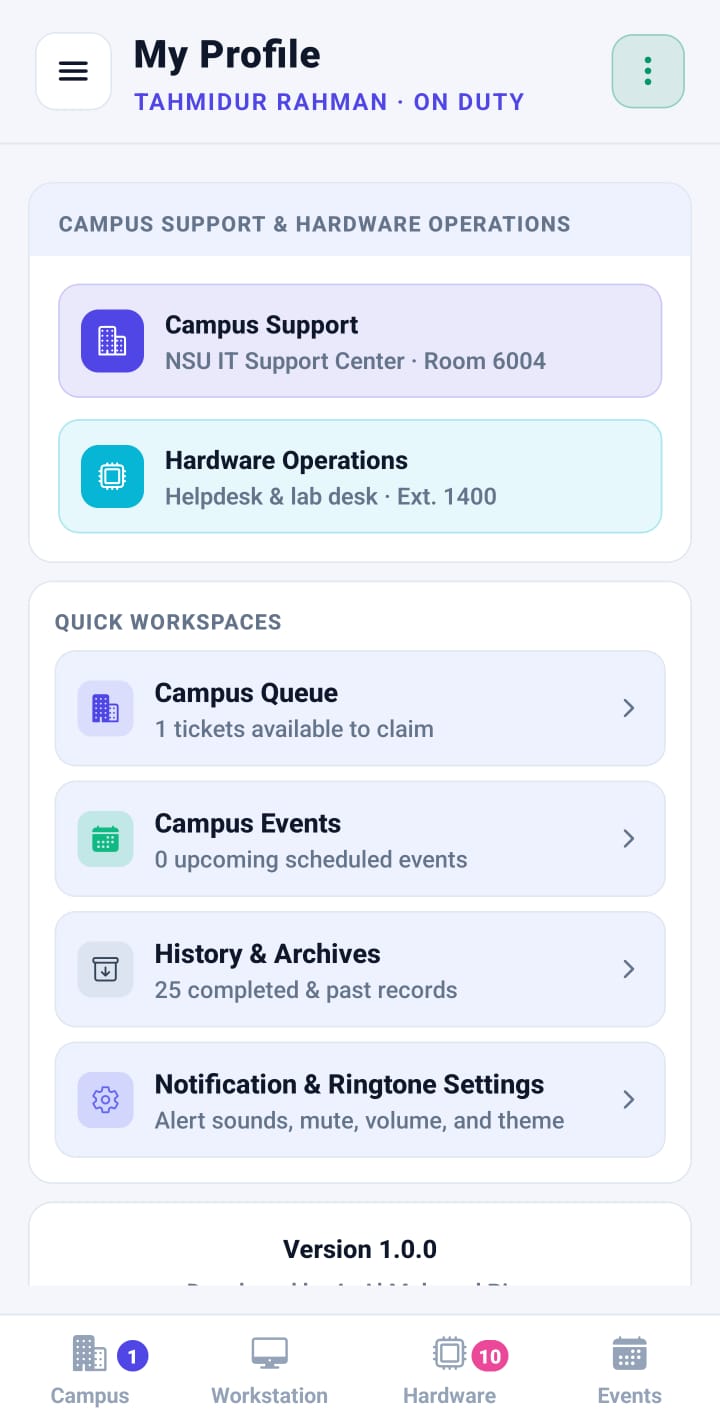 My Profile
TAHMIDUR RAHMAN · ON DUTY
CAMPUS SUPPORT & HARDWARE OPERATIONS
Campus Support
NSU IT Support Center · Room 6004
Hardware Operations
Helpdesk & lab desk · Ext. 1400
QUICK WORKSPACES
Campus Queue
1 tickets available to claim
Campus Events
0 upcoming scheduled events
History & Archives
25 completed & past records
Notification & Ringtone Settings
Alert sounds, mute, volume, and theme
Version 1.0.0
1
10
Campus
Workstation
Hardware
Events